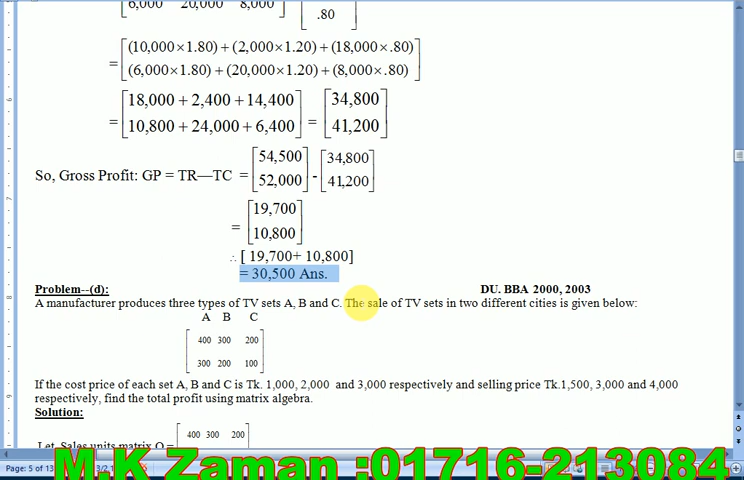 6,000 20,000 8,000
.80
= [(10,000×1.80) + (2,000×1.20) + (18,000×.80)
(6,000×1.80) + (20,000×1.20) + (8,000×.80)]
= [18,000 + 2,400 + 14,400
10,800 + 24,000 + 6,400] = [34,800
41,200]
So, Gross Profit: GP = TR—TC = [54,500
52,000] - [34,800
41,200]
= [19,700
10,800]
∴ [ 19,700+ 10,800]
= 30,500 Ans.
Problem--(d): DU. BBA 2000, 2003
A manufacturer produces three types of TV sets A, B and C. The sale of TV sets in two different cities is given below:
A B C
400 300 200
300 200 100
If the cost price of each set A, B and C is Tk. 1,000, 2,000 and 3,000 respectively and selling price Tk.1,500, 3,000 and 4,000
respectively, find the total profit using matrix algebra.
Solution:
Let, Sales units matrix Q = 400 300 200
Page: 5 of 13
M.K Zaman :01716-213084